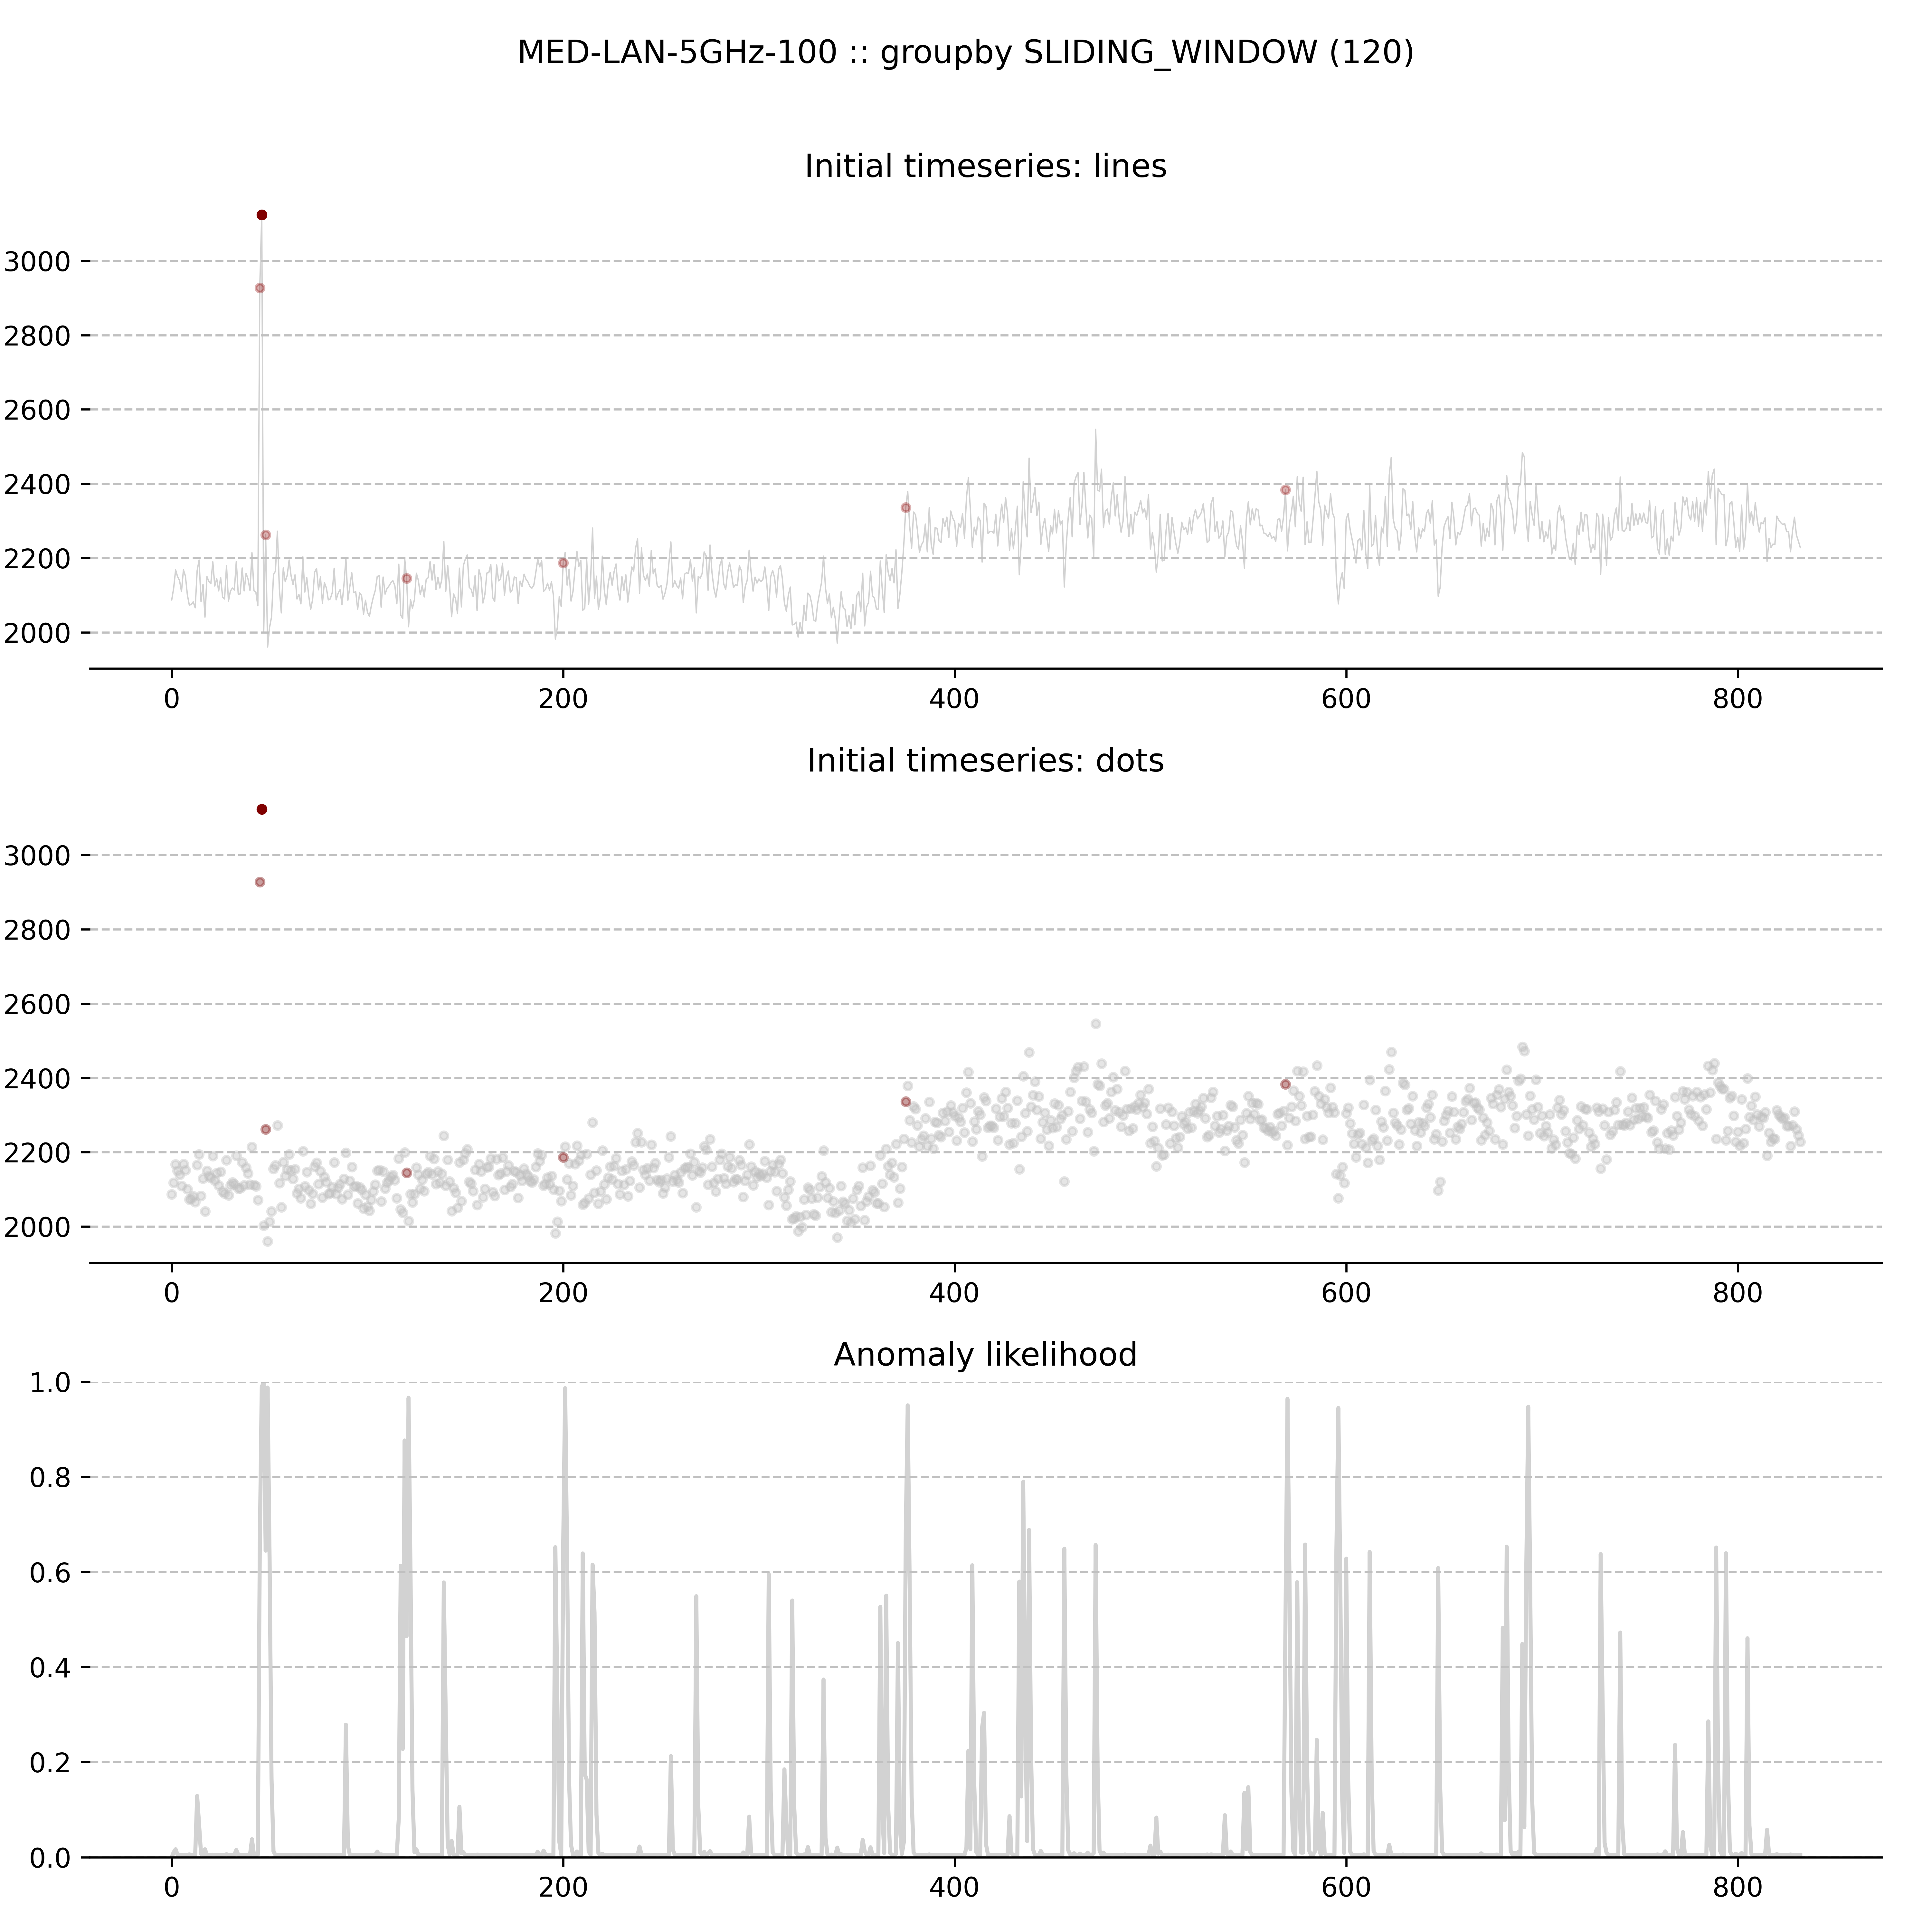 MED-LAN-5GHz-100 :: groupby SLIDING_WINDOW (120)
Initial timeseries: lines
3000
2800
2600
2400
2200
2000
0 200 400 600 800
Initial timeseries: dots
3000
2800
2600
2400
2200
2000
0 200 400 600 800
Anomaly likelihood
1.0
0.8
0.6
0.4
0.2
0.0
0 200 400 600 800